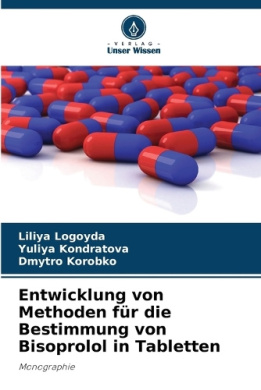 VERLAG
Unser Wissen
Liliya Logoyda
Yuliya Kondratova
Dmytro Korobko
Entwicklung von
Methoden für die
Bestimmung von
Bisoprolol in Tabletten
Monographie